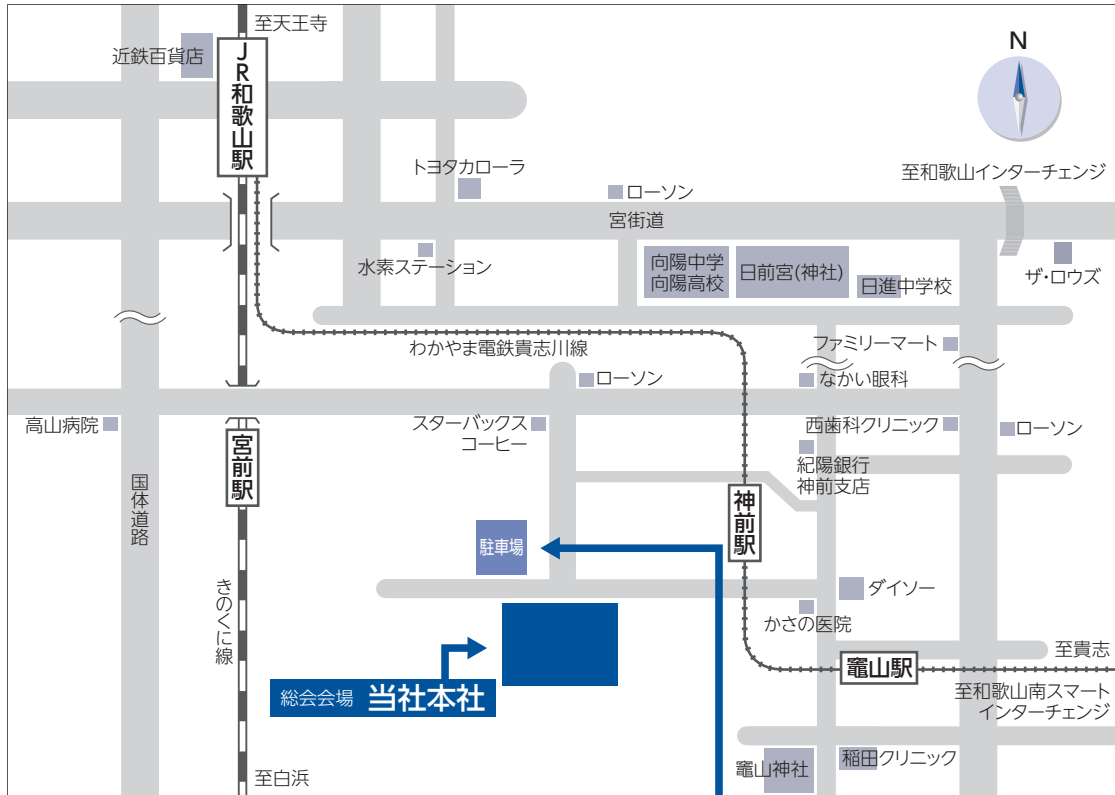 至天王寺
近鉄百貨店
JR和歌山駅
N
至和歌山インターチェンジ
トヨタカローラ
ローソン
宮街道
水素ステーション
向陽中学
向陽高校
日前宮(神社)
日進中学校
ザ・ロウズ
わかやま電鉄貴志川線
ファミリーマート
ローソン
なかい眼科
高山病院
スターバックス
コーヒー
西歯科クリニック
ローソン
宮前駅
紀陽銀行
神前支店
国体道路
神前駅
駐車場
きのくに線
ダイソー
かさの医院
至貴志
竈山駅
総会会場 当社本社
至和歌山南スマート
インターチェンジ
竈山神社
稲田クリニック
至白浜